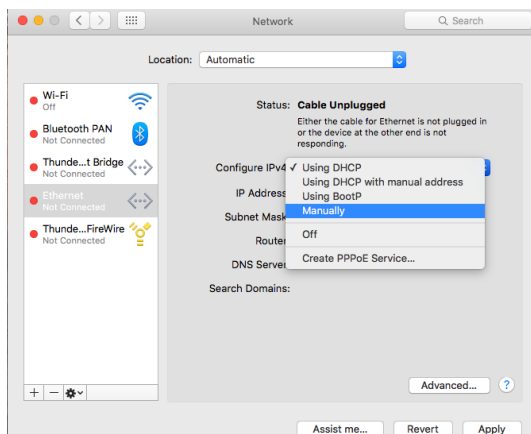 Network
Search
Location: Automatic
Wi-Fi
Off
Bluetooth PAN
Not Connected
Thunde...t Bridge
Not Connected
Ethernet
Not Connected
Thunde...FireWire
Not Connected
Status: Cable Unplugged
Either the cable for Ethernet is not plugged in
or the device at the other end is not
responding.
Configure IPv4 ✓ Using DHCP
Using DHCP with manual address
IP Address
Using BootP
Subnet Mask
Manually
Router
Off
DNS Server
Create PPPoE Service...
Search Domains:
Advanced... ?
+ −
Assist me... Revert Apply